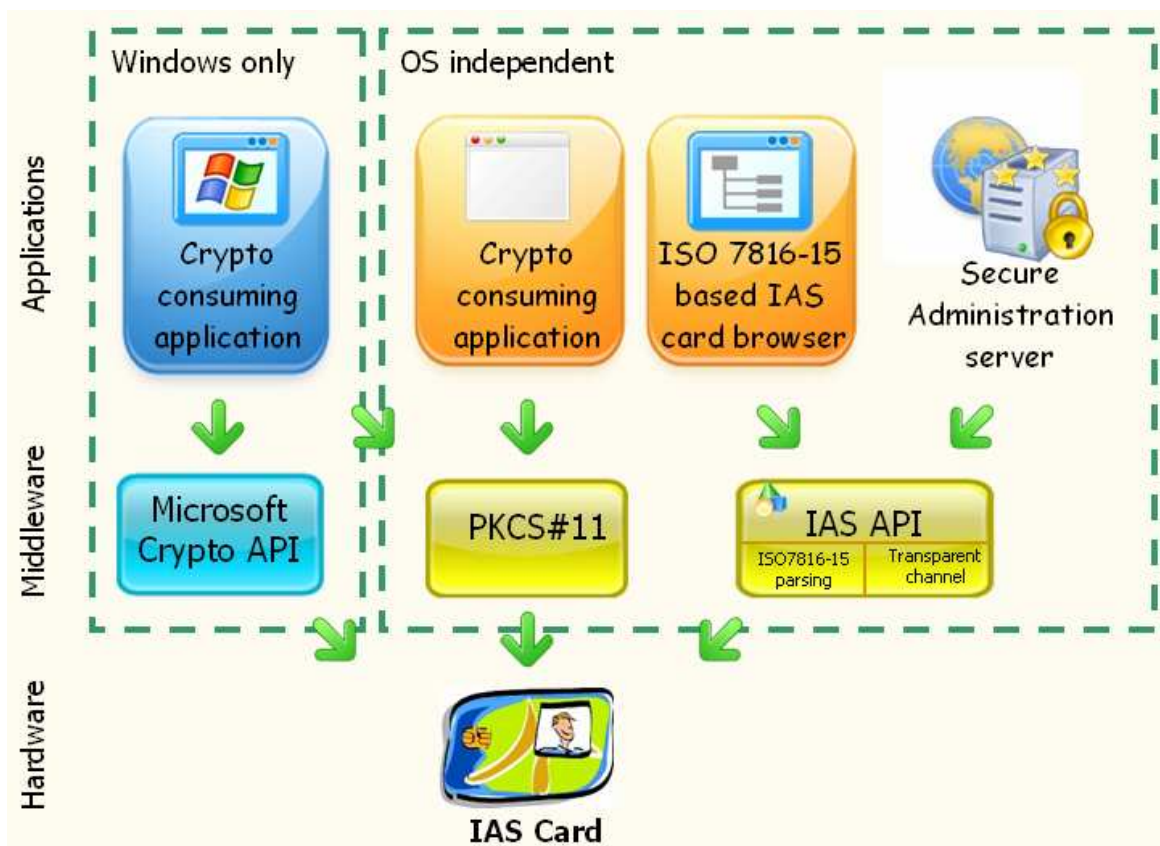 Windows only
OS independent
Applications
Crypto
consuming
application
Crypto
consuming
application
ISO 7816-15
based IAS
card browser
Secure
Administration
server
Middleware
Microsoft
Crypto API
PKCS#11
IAS API
ISO7816-15
parsing
Transparent
channel
Hardware
IAS Card